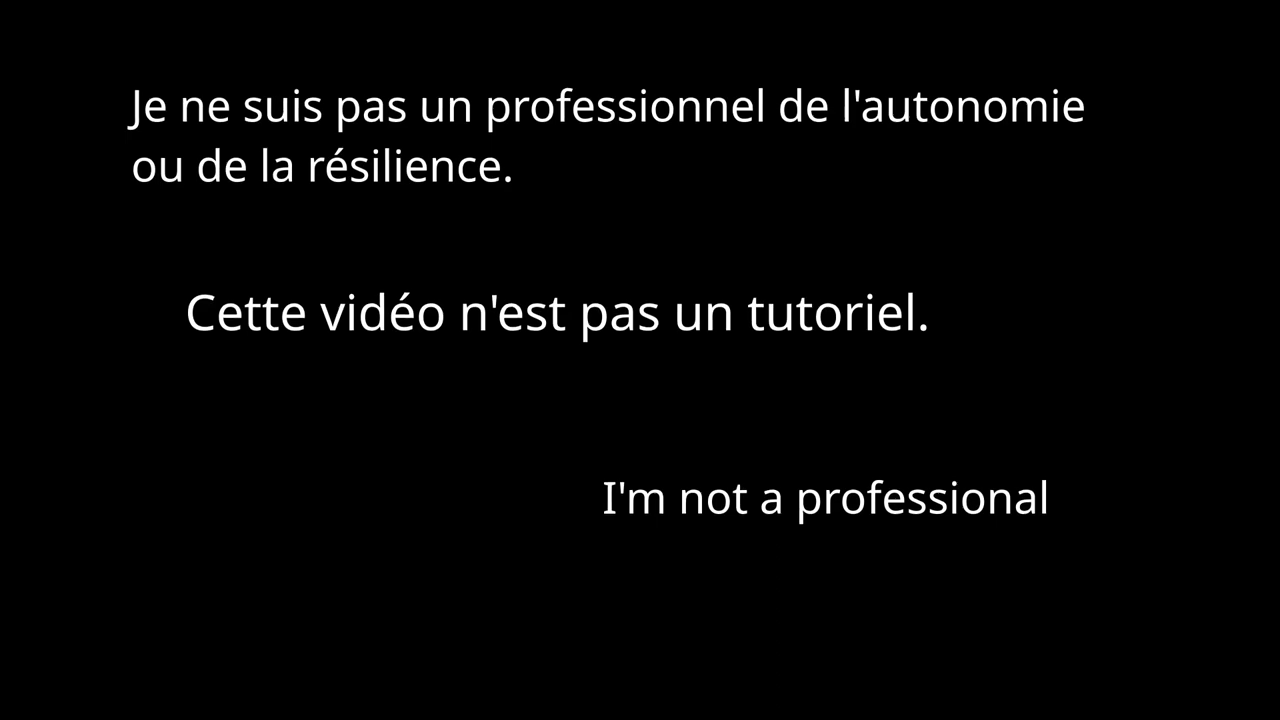 Je ne suis pas un professionnel de l'autonomie
ou de la résilience.
Cette vidéo n'est pas un tutoriel.
I'm not a professional